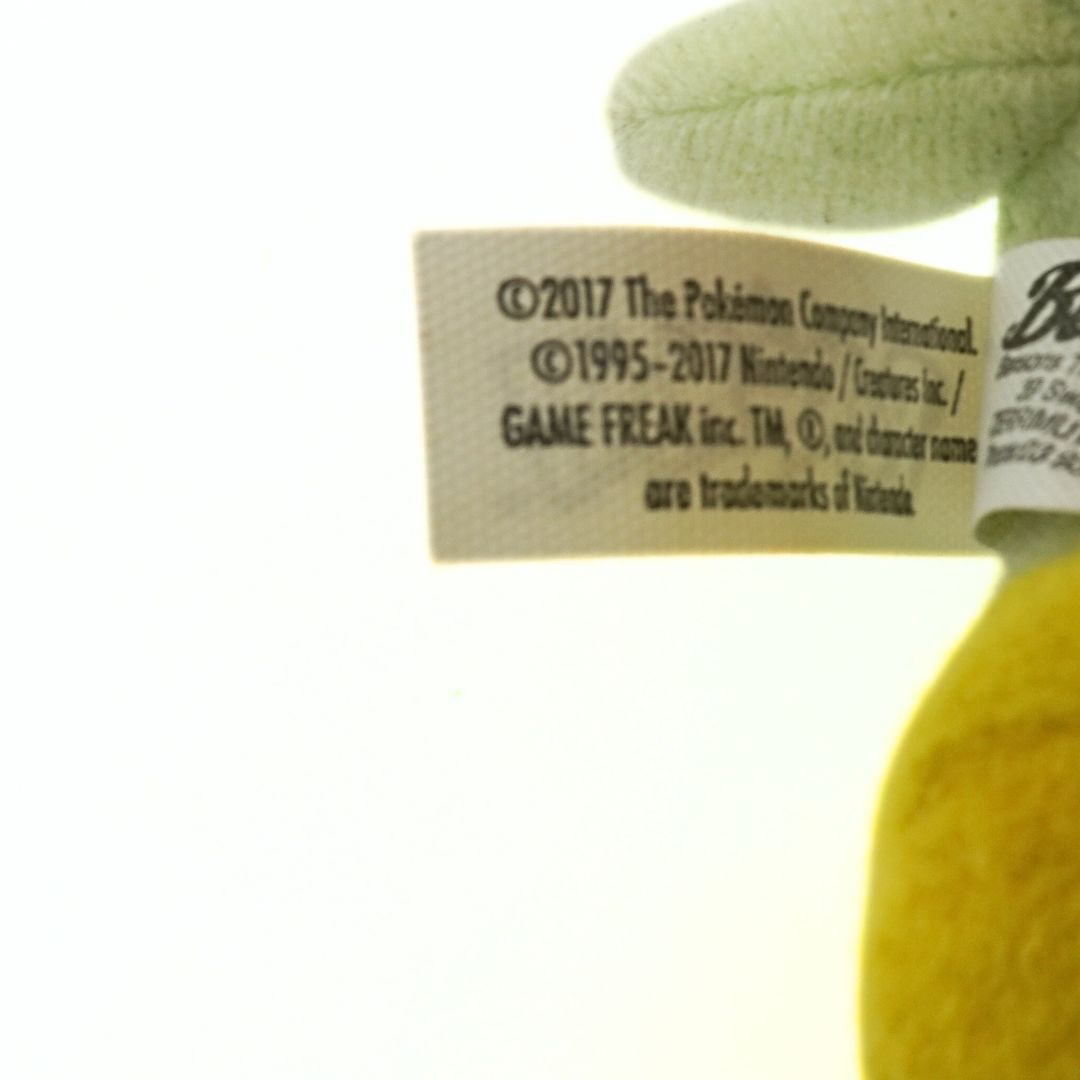 ©2017 The Pokémon Company International.
©1995-2017 Nintendo / Creatures inc. /
GAME FREAK inc. TM, ®, and character name
are trademarks of Nintendo.